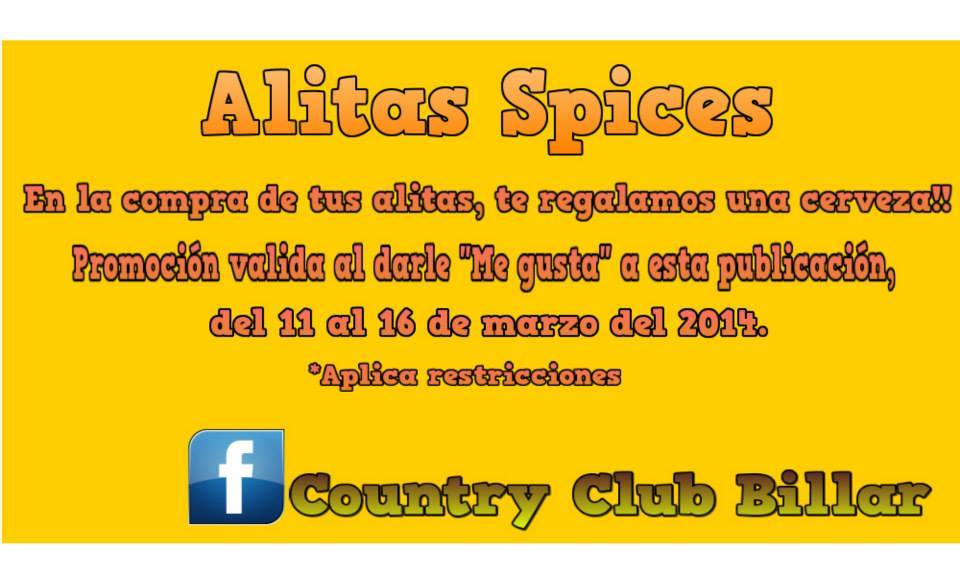 Alitas Spices
En la compra de tus alitas, te regalamos una cerveza!!
Promoción valida al darle "Me gusta" a esta publicación,
del 11 al 16 de marzo del 2014.
*Aplica restricciones
f Country Club Billar